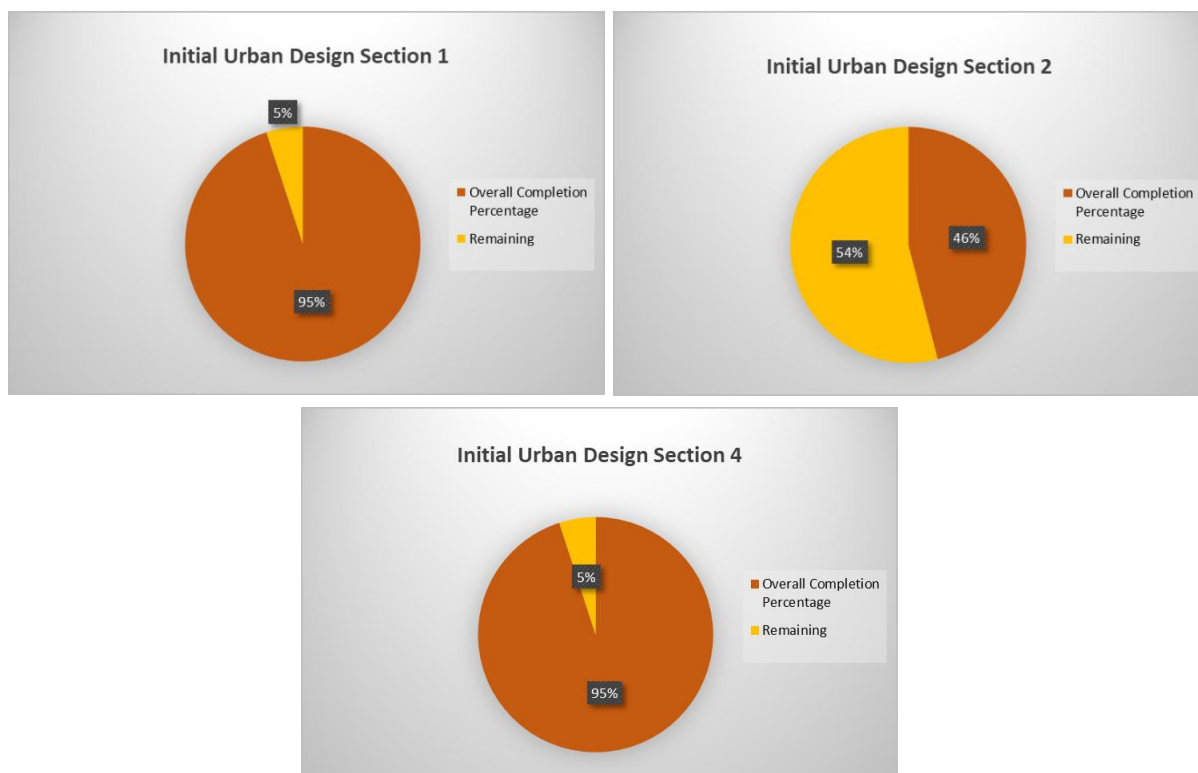 Initial Urban Design Section 1
5%
Overall Completion
Percentage
Remaining
95%
Initial Urban Design Section 2
Overall Completion
Percentage
46%
Remaining
54%
Initial Urban Design Section 4
5%
Overall Completion
Percentage
Remaining
95%